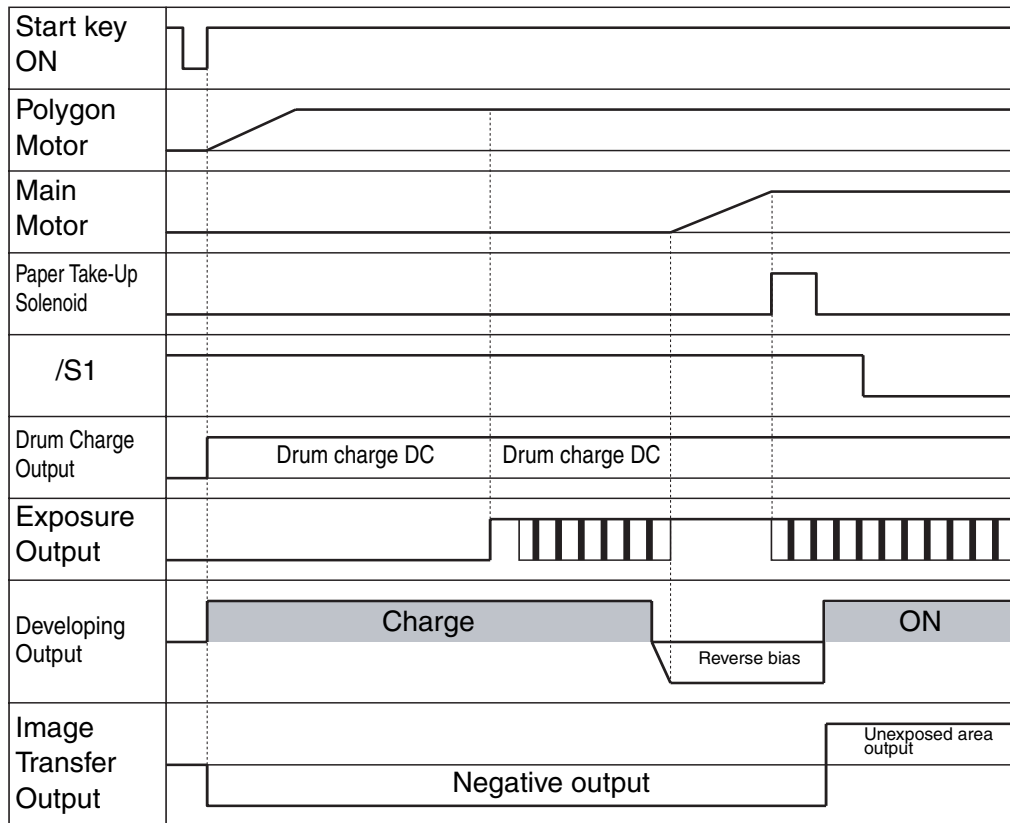 Start key
ON
Polygon
Motor
Main
Motor
Paper Take-Up
Solenoid
/S1
Drum Charge
Output
Drum charge DC
Drum charge DC
Exposure
Output
Developing
Output
Charge
Reverse bias
ON
Image
Transfer
Output
Negative output
Unexposed area
output